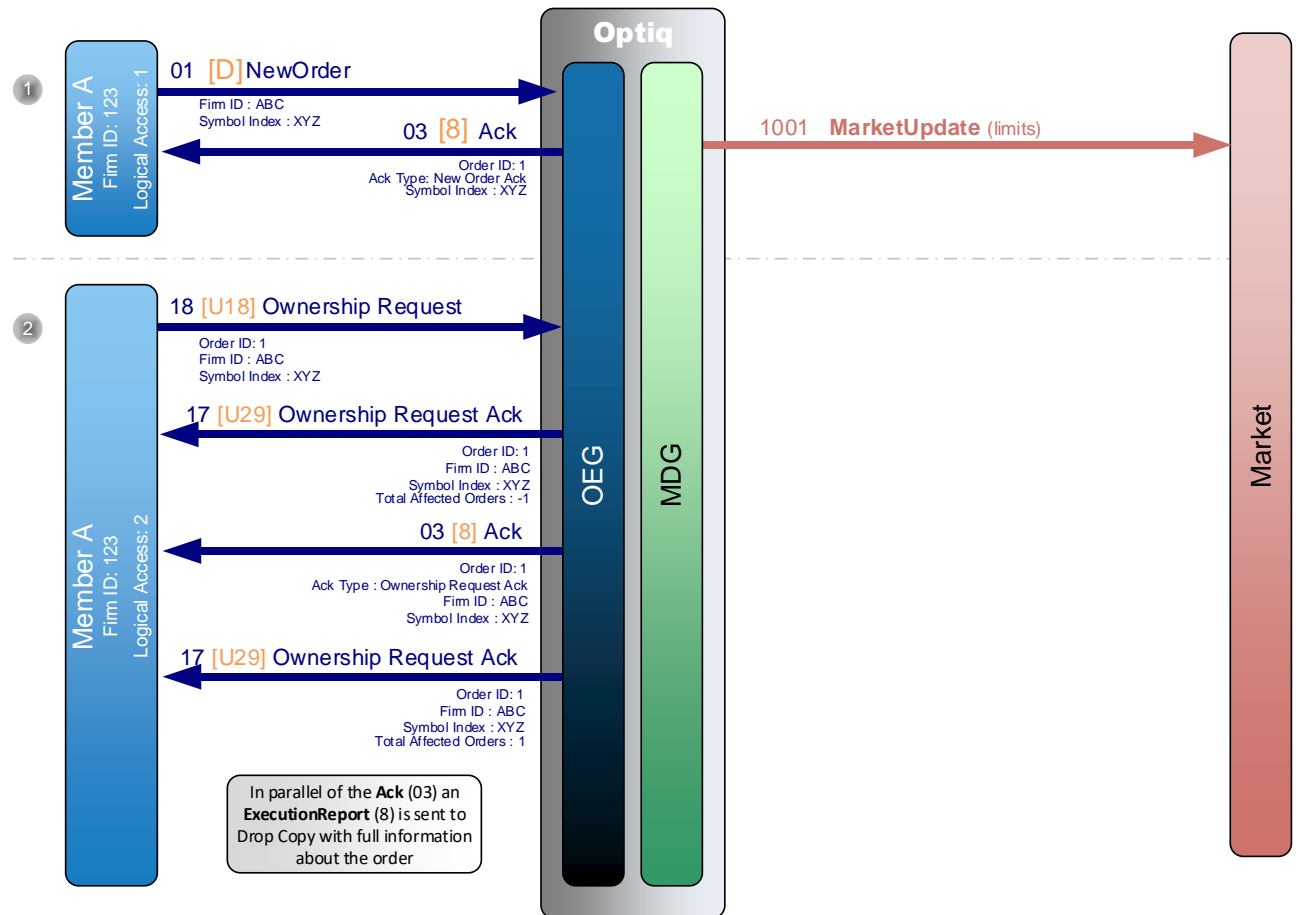 Optiq
1
Member A
Firm ID: 123
Logical Access: 1
01 [D] NewOrder
Firm ID : ABC
Symbol Index : XYZ
03 [8] Ack
Order ID: 1
Ack Type: New Order Ack
Symbol Index : XYZ
1001 MarketUpdate (limits)
2
Member A
Firm ID: 123
Logical Access: 2
18 [U18] Ownership Request
Order ID: 1
Firm ID : ABC
Symbol Index : XYZ
17 [U29] Ownership Request Ack
Order ID: 1
Firm ID : ABC
Symbol Index : XYZ
Total Affected Orders : -1
03 [8] Ack
Order ID: 1
Ack Type : Ownership Request Ack
Firm ID: ABC
Symbol Index : XYZ
17 [U29] Ownership Request Ack
Order ID: 1
Firm ID : ABC
Symbol Index : XYZ
Total Affected Orders : 1
OEG
MDG
Market
In parallel of the Ack (03) an
ExecutionReport (8) is sent to
Drop Copy with full information
about the order